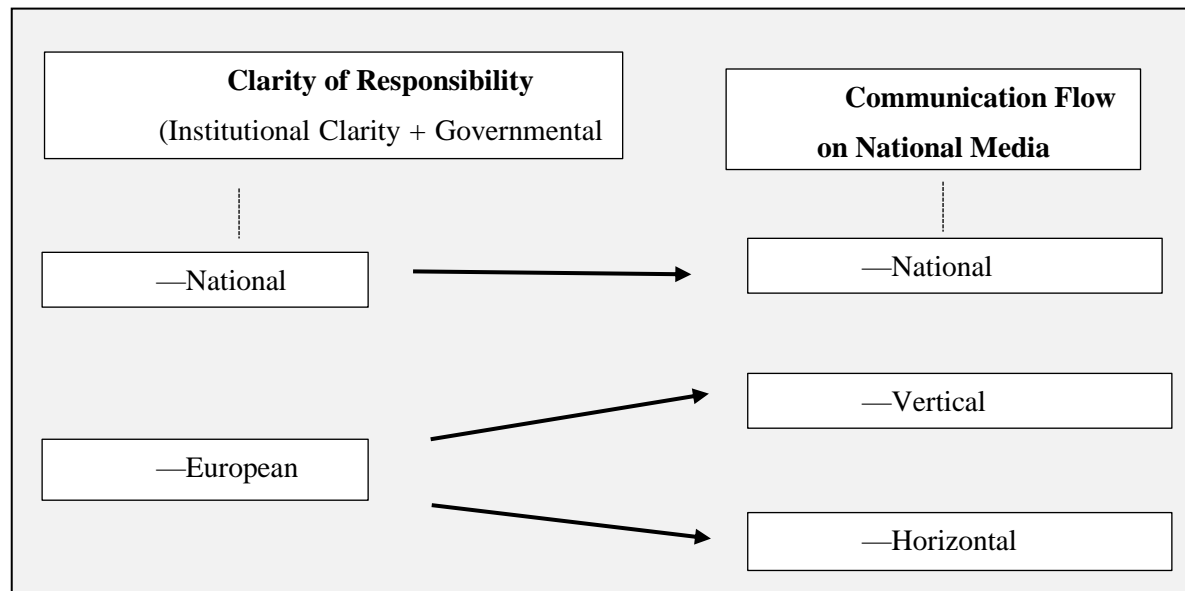 Clarity of Responsibility
(Institutional Clarity + Governmental
Communication Flow
on National Media
—National
—National
—Vertical
—European
—Horizontal